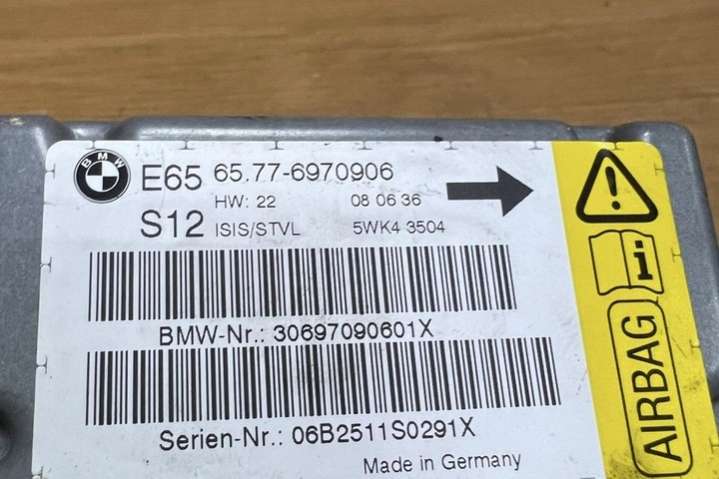 BMW
E65 65.77-6970906
HW: 22 08 06 36
S12 ISIS/STVL 5WK4 3504
BMW-Nr.: 30697090601X
Serien-Nr.: 06B2511S0291X
Made in Germany
!
i
AIRBAG